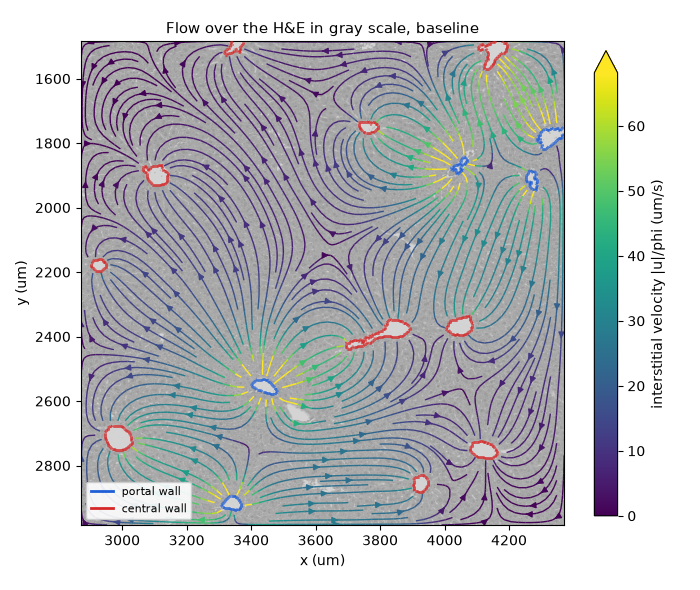 Flow over the H&E in gray scale, baseline
1600
1800
2000
2200
2400
2600
2800
y (um)
portal wall
central wall
3000 3200 3400 3600 3800 4000 4200
x (um)
60
50
40
30
20
10
0
interstitial velocity |u|/phi (um/s)